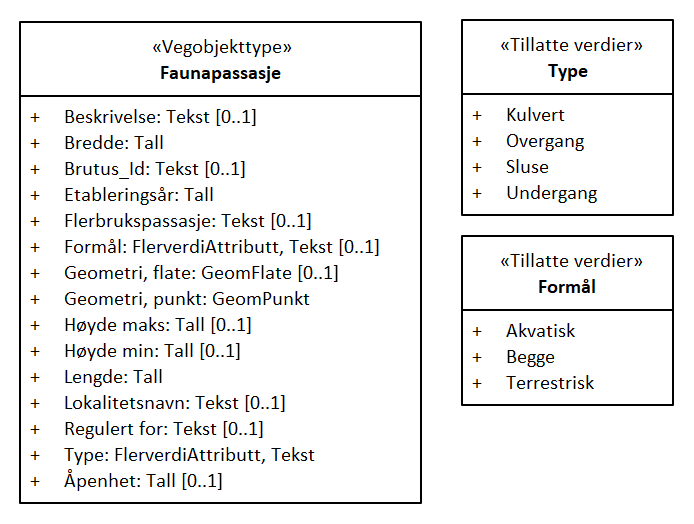 «Vegobjekttype»
Faunapassasje
+ Beskrivelse: Tekst [0..1]
+ Bredde: Tall
+ Brutus_Id: Tekst [0..1]
+ Etableringsår: Tall
+ Flerbrukspassasje: Tekst [0..1]
+ Formål: FlerverdiAttributt, Tekst [0..1]
+ Geometri, flate: GeomFlate [0..1]
+ Geometri, punkt: GeomPunkt
+ Høyde maks: Tall [0..1]
+ Høyde min: Tall [0..1]
+ Lengde: Tall
+ Lokalitetsnavn: Tekst [0..1]
+ Regulert for: Tekst [0..1]
+ Type: FlerverdiAttributt, Tekst
+ Åpenhet: Tall [0..1]
«Tillatte verdier»
Type
+ Kulvert
+ Overgang
+ Sluse
+ Undergang
«Tillatte verdier»
Formål
+ Akvatisk
+ Begge
+ Terrestrisk